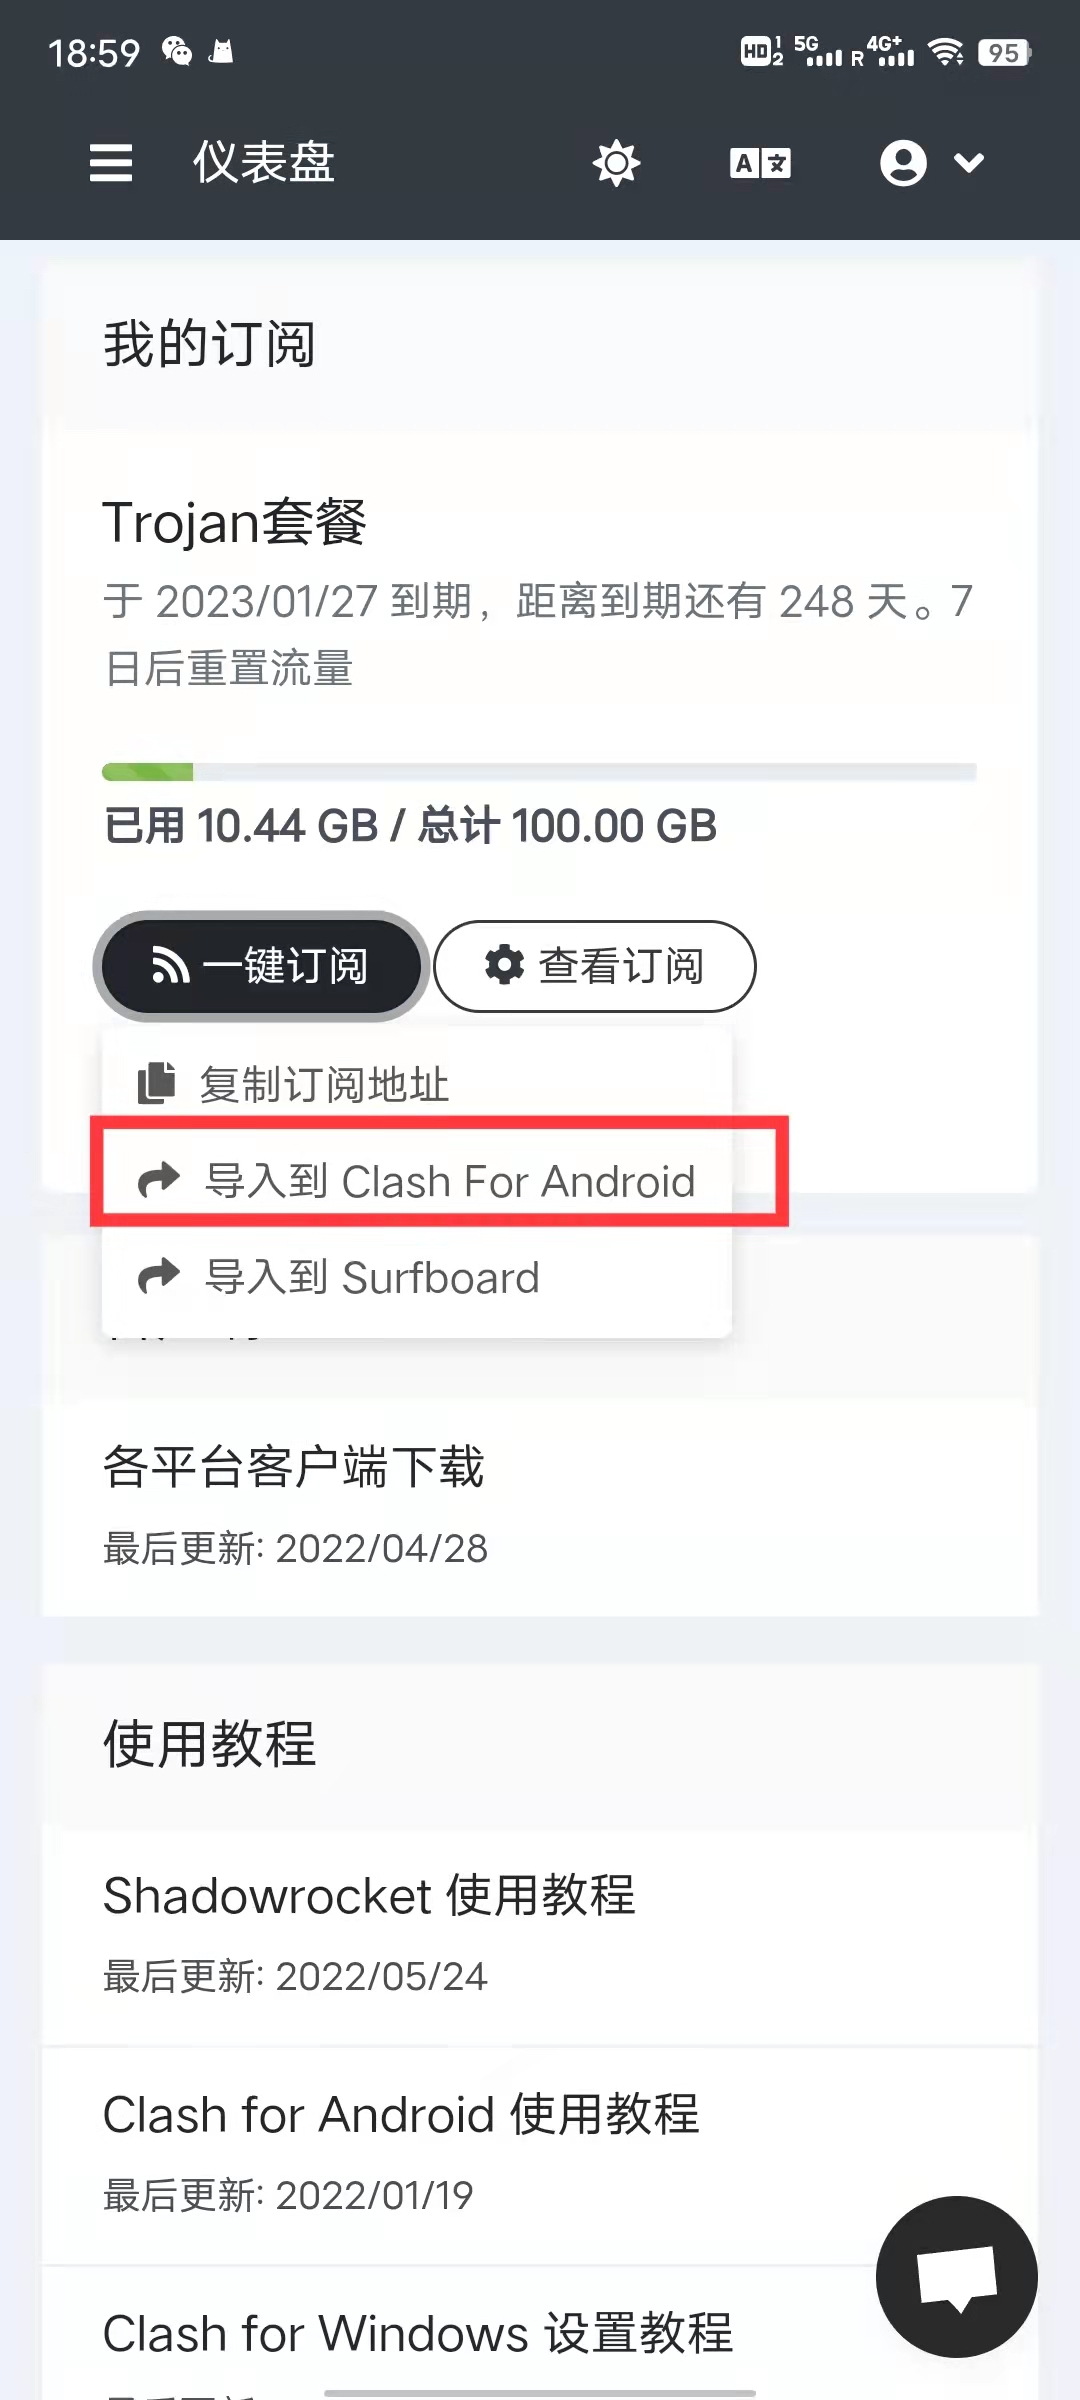 18:59 HD 1 2 5G R 4G+ 95
仪表盘 A 文
我的订阅
Trojan套餐
于 2023/01/27 到期，距离到期还有 248 天。7
日后重置流量
已用 10.44 GB / 总计 100.00 GB
一键订阅 查看订阅
复制订阅地址
导入到 Clash For Android
导入到 Surfboard
各平台客户端下载
最后更新: 2022/04/28
使用教程
Shadowrocket 使用教程
最后更新: 2022/05/24
Clash for Android 使用教程
最后更新: 2022/01/19
Clash for Windows 设置教程